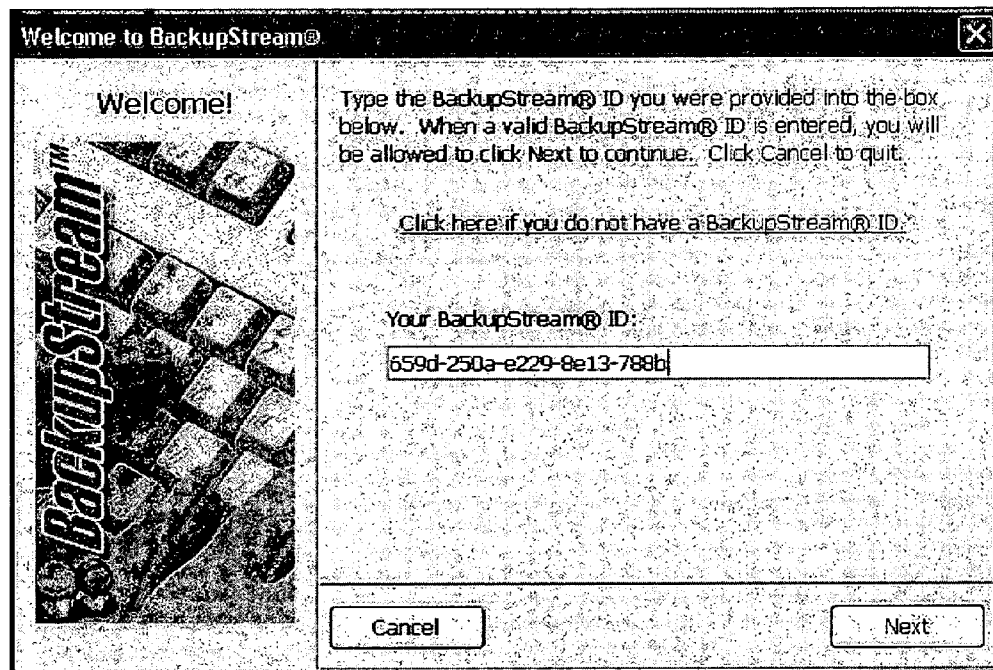 Welcome to BackupStream®
Welcome!
BackupStream™
Type the BackupStream® ID you were provided into the box
below. When a valid BackupStream® ID is entered, you will
be allowed to click Next to continue. Click Cancel to quit.
Click here if you do not have a BackupStream® ID.
Your BackupStream® ID:
659d-250a-e229-8e13-788b
Cancel
Next